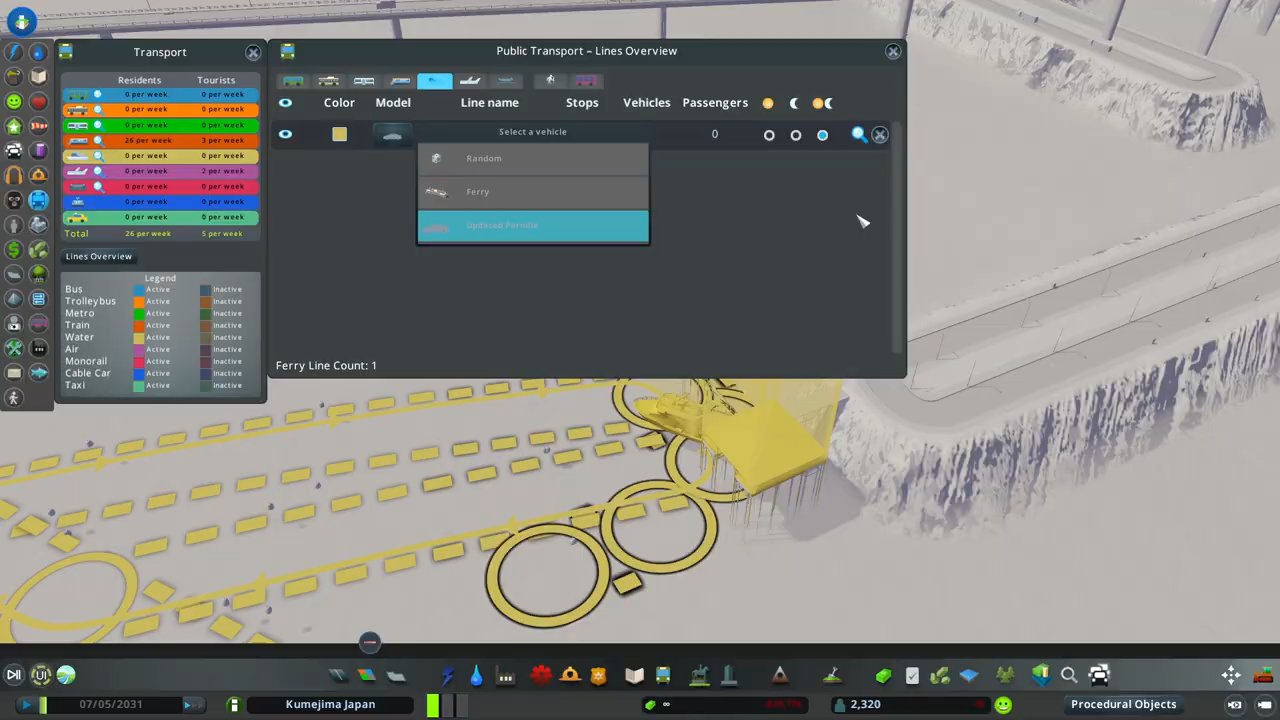 Transport
Residents Tourists
0 per week 0 per week
0 per week 0 per week
0 per week 0 per week
26 per week 3 per week
0 per week 0 per week
0 per week 2 per week
0 per week 0 per week
0 per week 0 per week
0 per week 0 per week
Total 26 per week 5 per week
Lines Overview
Legend
Bus Active Inactive
Trolleybus Active Inactive
Metro Active Inactive
Train Active Inactive
Water Active Inactive
Air Active Inactive
Monorail Active Inactive
Cable Car Active Inactive
Taxi Active Inactive
Public Transport – Lines Overview
Color Model Line name Stops Vehicles Passengers
Select a vehicle 0
Random
Ferry
Ferry Line Count: 1
UI
07/05/2031 Kumejima Japan ∞ 2,320 Procedural Objects